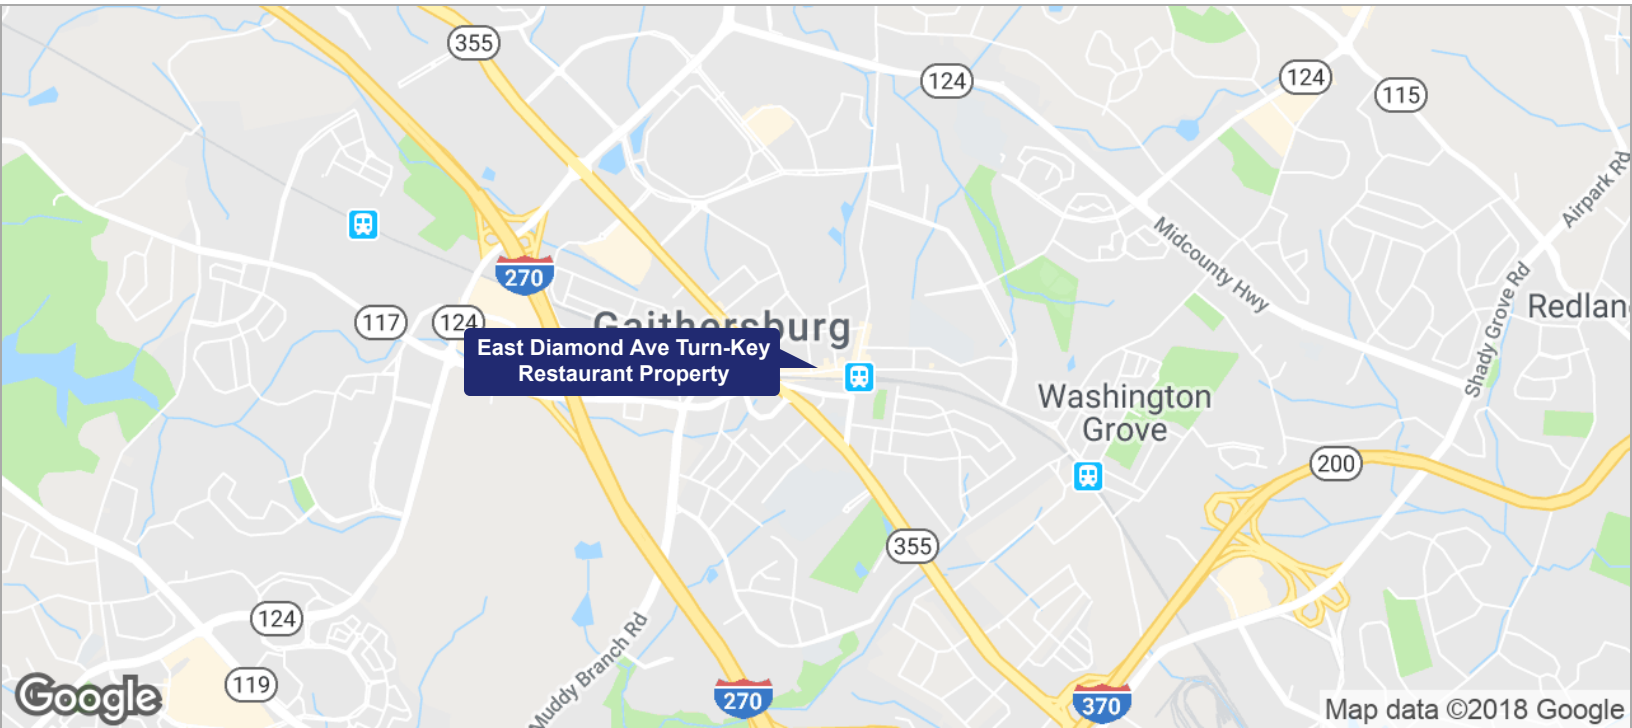 355
124
124
115
Airpark Rd
Midcounty Hwy
270
117
124
Gaithersburg
Shady Grove Rd
Redlan
East Diamond Ave Turn-Key
Restaurant Property
Washington
Grove
200
355
124
Muddy Branch Rd
119
270
370
Google
Map data ©2018 Google